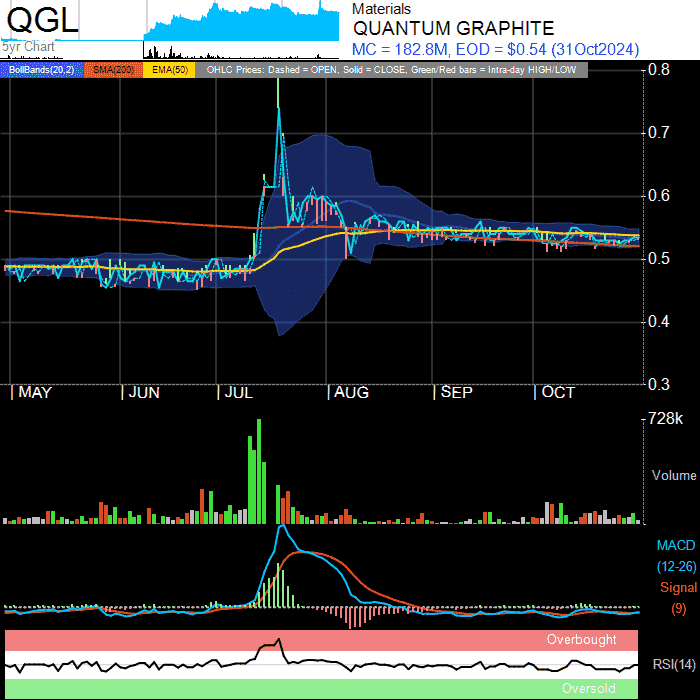 QGL
5yr Chart
Materials
QUANTUM GRAPHITE
MC = 182.8M, EOD = $0.54 (31Oct2024)
BollBands(20,2) SMA(200) EMA(50) OHLC Prices: Dashed = OPEN, Solid = CLOSE, Green/Red bars = Intra-day HIGH/LOW
0.8
0.7
0.6
0.5
0.4
0.3
MAY JUN JUL AUG SEP OCT
728k
Volume
MACD
(12-26)
Signal
(9)
Overbought
RSI(14)
Oversold